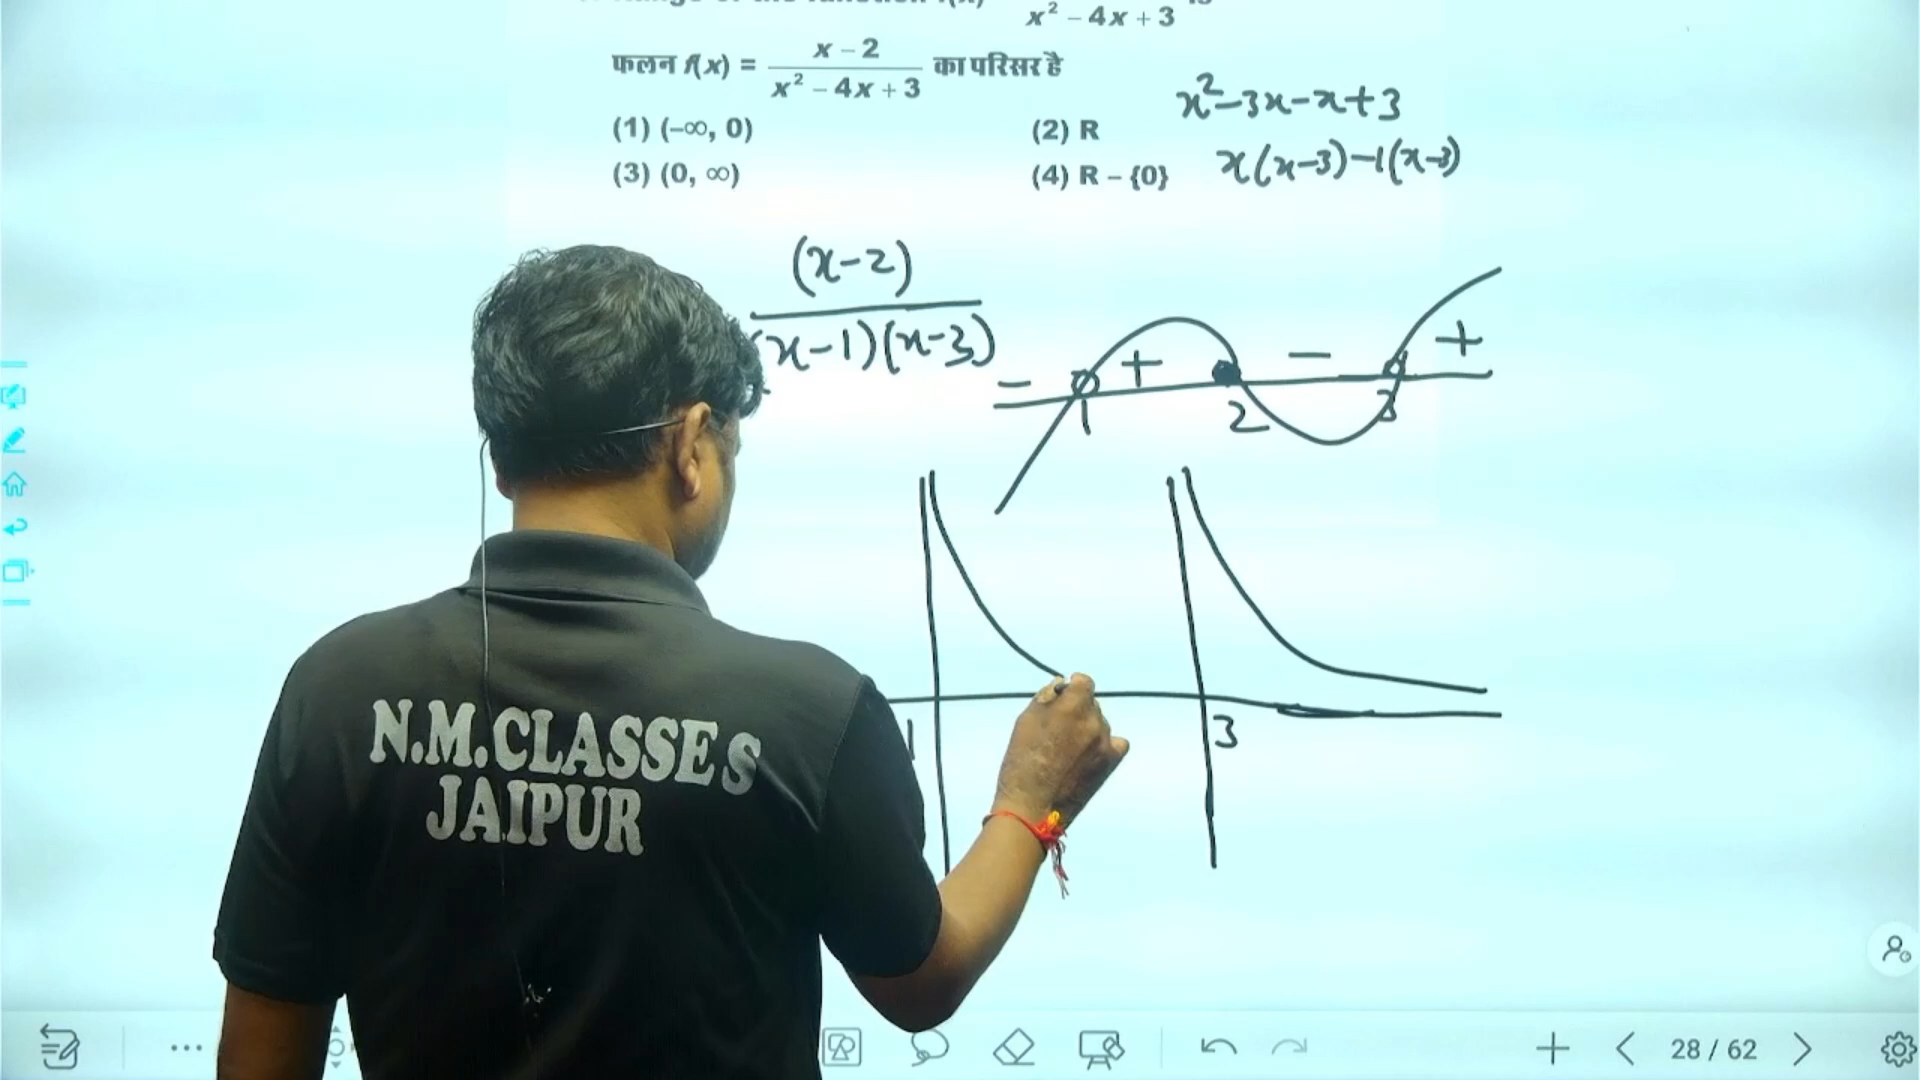 x² – 4x + 3
फलन f(x) = x – 2 / x² – 4x + 3 का परिसर है
(1) (–∞, 0) (2) R
(3) (0, ∞) (4) R – {0}
x²-3x-x+3
x(x-3)-1(x-3)
(x-2)
(x-1)(x-3)
- + - +
1 2 3
1 3
N.M.CLASSES
JAIPUR
28 / 62